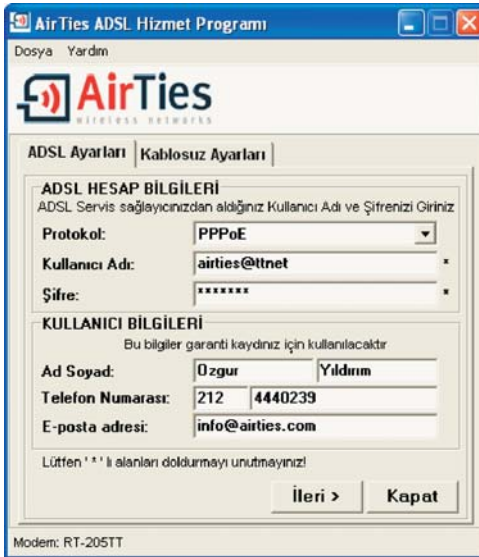 AirTies ADSL Hizmet Programı
Dosya Yardım
AirTies
wireless networks
ADSL Ayarları Kablosuz Ayarları
ADSL HESAP BİLGİLERİ
ADSL Servis sağlayıcınızdan aldığınız Kullanıcı Adı ve Şifrenizi Giriniz
Protokol: PPPoE
Kullanıcı Adı: airties@ttnet *
Şifre: ******* *
KULLANICI BİLGİLERİ
Bu bilgiler garanti kaydınız için kullanılacaktır
Ad Soyad: Ozgur Yıldırım
Telefon Numarası: 212 4440239
E-posta adresi: info@airties.com
Lütfen ' * ' lı alanları doldurmayı unutmayınız!
İleri > Kapat
Modem: RT-205TT